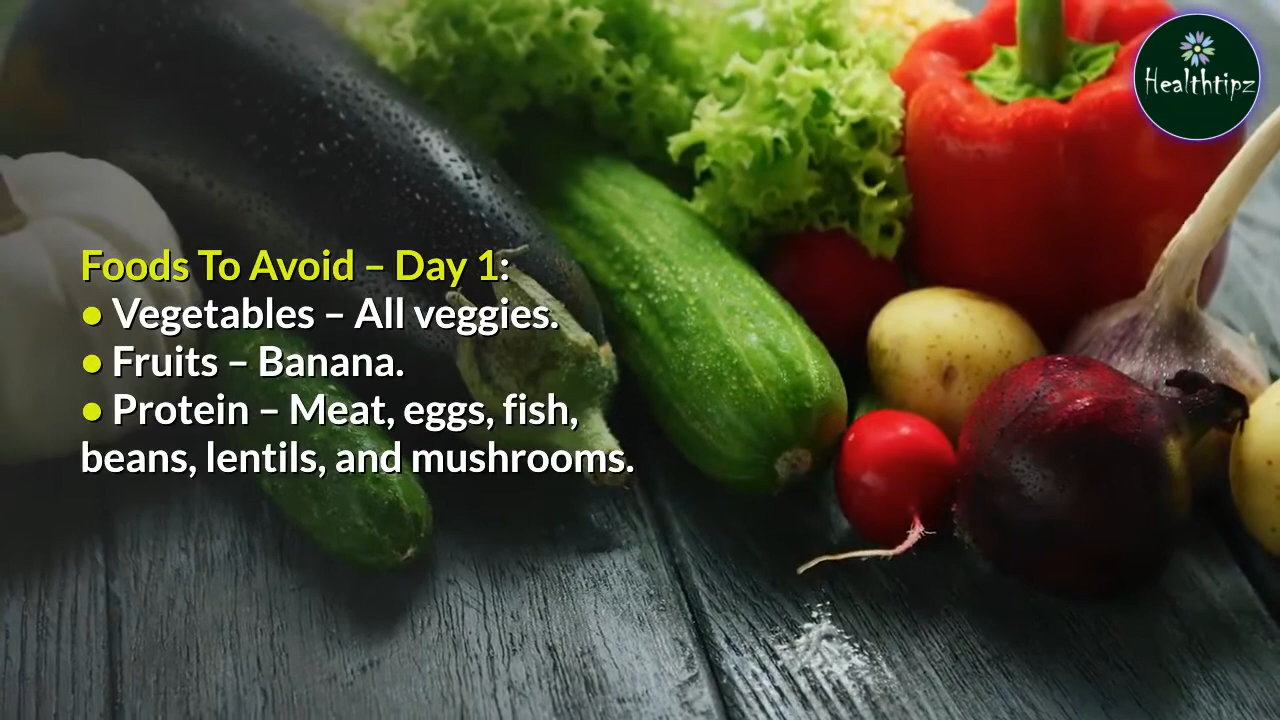 Healthtipz
Foods To Avoid – Day 1:
● Vegetables – All veggies.
● Fruits – Banana.
● Protein – Meat, eggs, fish,
beans, lentils, and mushrooms.